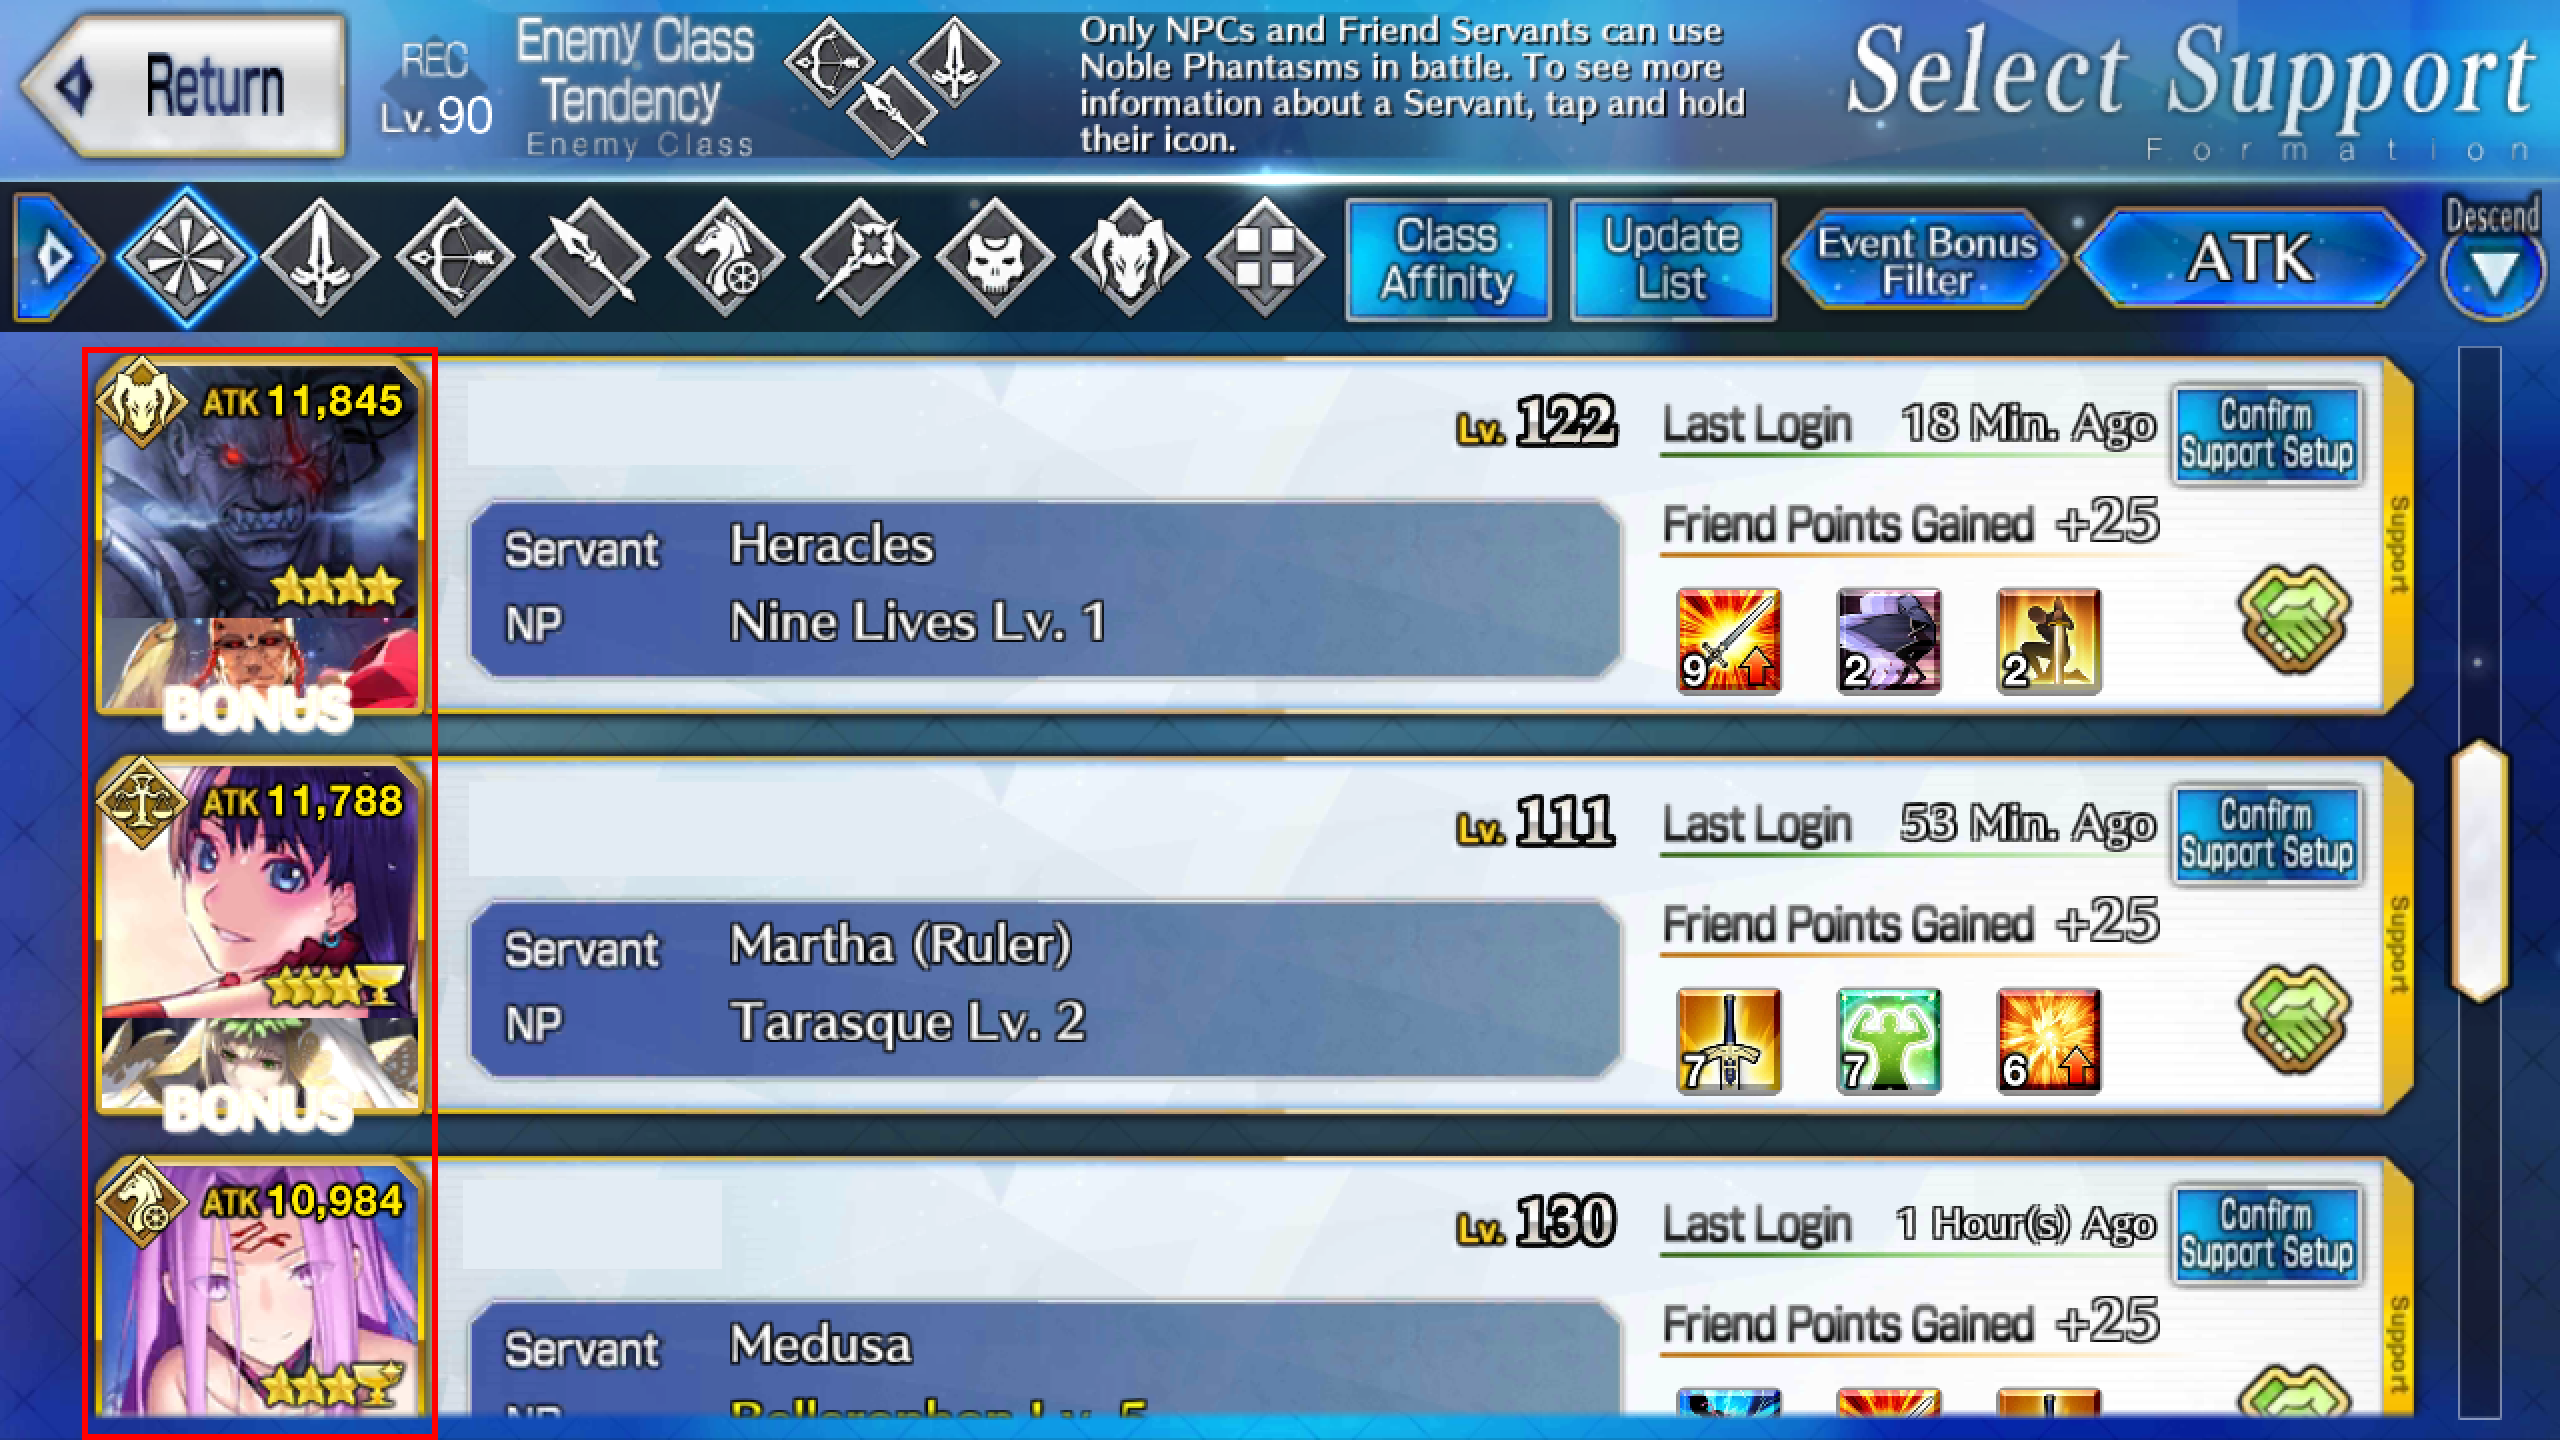 Return
REC
Lv.90
Enemy Class
Tendency
Enemy Class
Only NPCs and Friend Servants can use
Noble Phantasms in battle. To see more
information about a Servant, tap and hold
their icon.
Select Support
Formation
Class
Affinity
Update
List
Event Bonus
Filter
ATK
Descend
ATK 11,845
BONUS
Lv. 122
Last Login 18 Min. Ago
Confirm
Support Setup
Servant Heracles
NP Nine Lives Lv. 1
Friend Points Gained +25
9
2
2
Support
ATK 11,788
BONUS
Lv. 111
Last Login 53 Min. Ago
Confirm
Support Setup
Servant Martha (Ruler)
NP Tarasque Lv. 2
Friend Points Gained +25
7
7
6
Support
ATK 10,984
Lv. 130
Last Login 1 Hour(s) Ago
Confirm
Support Setup
Servant Medusa
NP Bellerophon Lv. 5
Friend Points Gained +25
Support